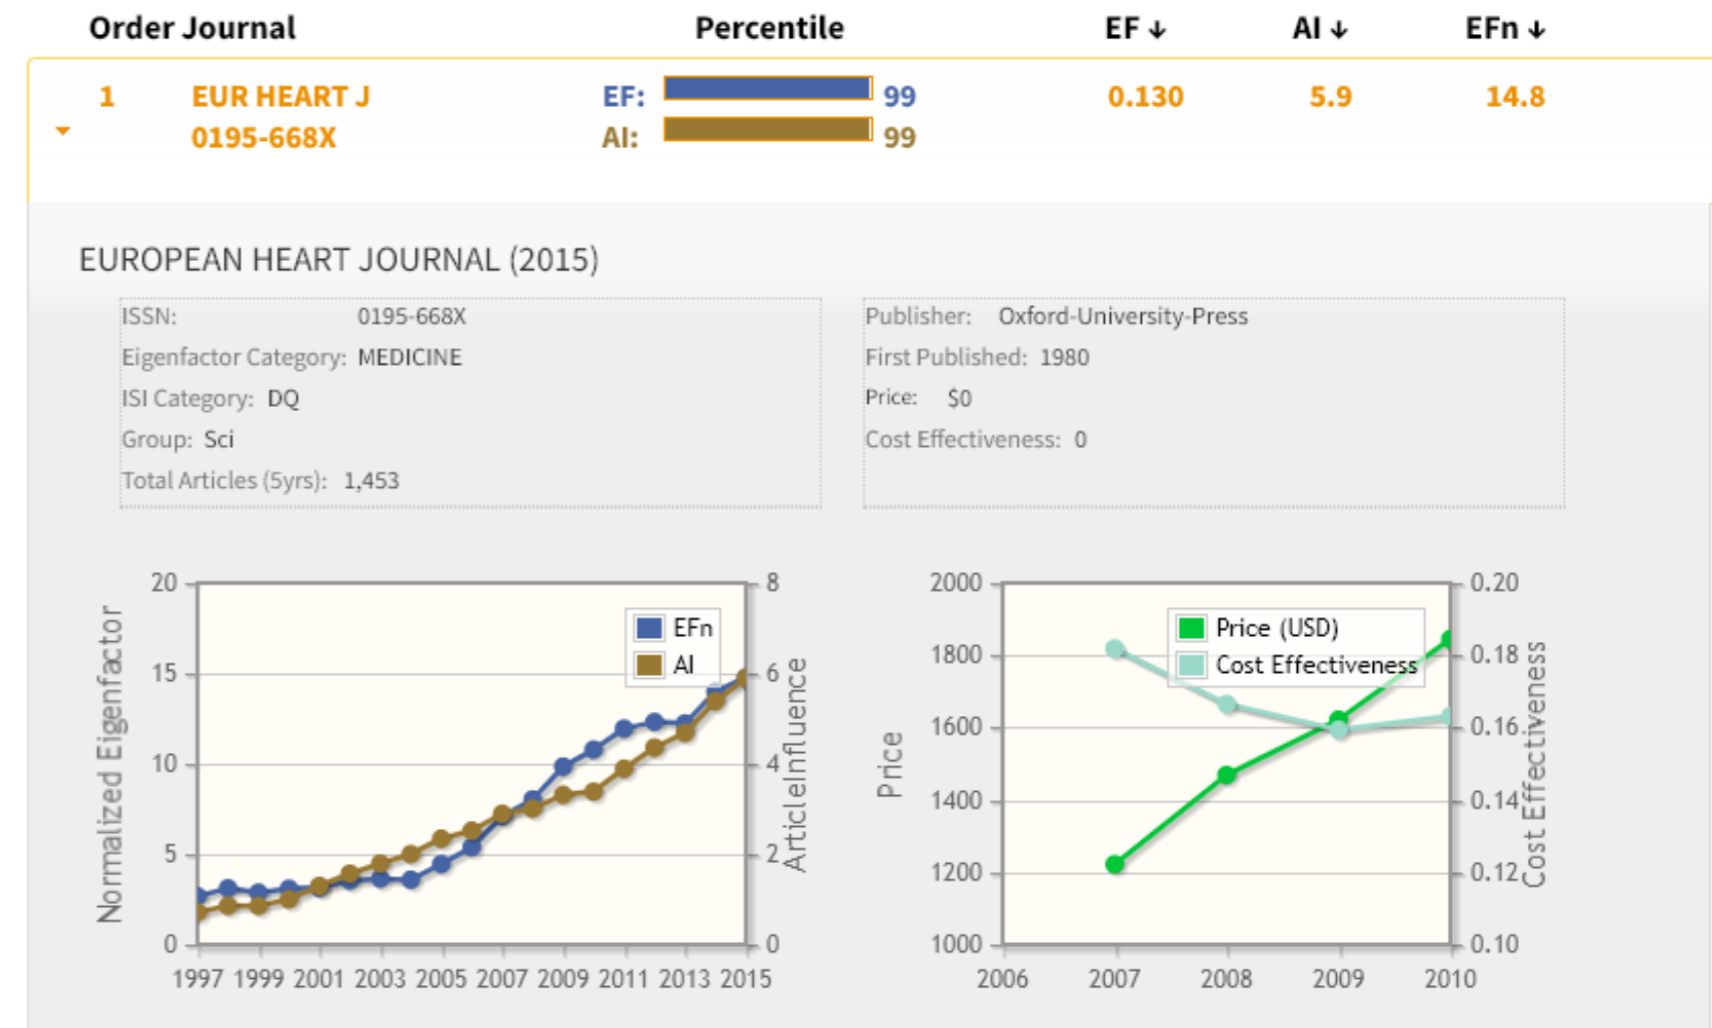 Order Journal Percentile EF ↓ AI ↓ EFn ↓
1 EUR HEART J EF: 99 0.130 5.9 14.8
0195-668X AI: 99
EUROPEAN HEART JOURNAL (2015)
ISSN: 0195-668X
Eigenfactor Category: MEDICINE
ISI Category: DQ
Group: Sci
Total Articles (5yrs): 1,453
Publisher: Oxford-University-Press
First Published: 1980
Price: $0
Cost Effectiveness: 0
Normalized Eigenfactor
20
15
10
5
0
EFn
AI
8
6
4
2
0
ArticleInfluence
1997 1999 2001 2003 2005 2007 2009 2011 2013 2015
Price
2000
1800
1600
1400
1200
1000
Price (USD)
Cost Effectiveness
0.20
0.18
0.16
0.14
0.12
0.10
Cost Effectiveness
2006 2007 2008 2009 2010